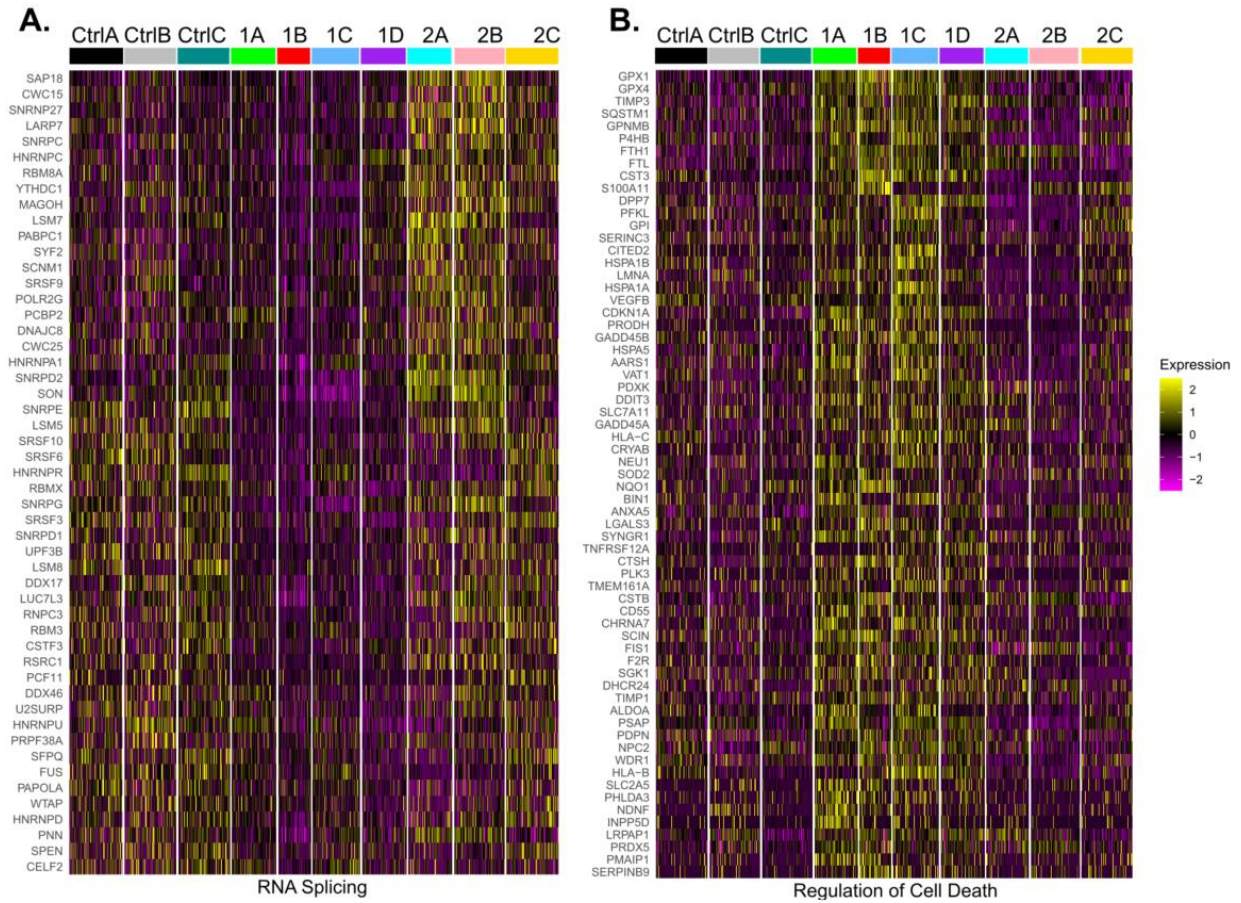 A.
CtrlA CtrlB CtrlC 1A 1B 1C 1D 2A 2B 2C
SAP18
CWC15
SNRNP27
LARP7
SNRPC
HNRNPC
RBM8A
YTHDC1
MAGOH
LSM7
PABPC1
SYF2
SCNM1
SRSF9
POLR2G
PCBP2
DNAJC8
CWC25
HNRNPA1
SNRPD2
SON
SNRPE
LSM5
SRSF10
SRSF6
HNRNPR
RBMX
SNRPG
SRSF3
SNRPD1
UPF3B
LSM8
DDX17
LUC7L3
RNPC3
RBM3
CSTF3
RSRC1
PCF11
DDX46
U2SURP
HNRNPU
PRPF38A
SFPQ
FUS
PAPOLA
WTAP
HNRNPD
PNN
SPEN
CELF2
RNA Splicing
B.
CtrlA CtrlB CtrlC 1A 1B 1C 1D 2A 2B 2C
GPX1
GPX4
TIMP3
SQSTM1
GPNMB
P4HB
FTH1
FTL
CST3
S100A11
DPP7
PFKL
GPI
SERINC3
CITED2
HSPA1B
LMNA
HSPA1A
VEGFB
CDKN1A
PRODH
GADD45B
HSPA5
AARS1
VAT1
PDXK
DDIT3
SLC7A11
GADD45A
HLA−C
CRYAB
NEU1
SOD2
NQO1
BIN1
ANXA5
LGALS3
SYNGR1
TNFRSF12A
CTSH
PLK3
TMEM161A
CSTB
CD55
CHRNA7
SCIN
FIS1
F2R
SGK1
DHCR24
TIMP1
ALDOA
PSAP
PDPN
NPC2
WDR1
HLA−B
SLC2A5
PHLDA3
NDNF
INPP5D
LRPAP1
PRDX5
PMAIP1
SERPINB9
Regulation of Cell Death
Expression
2
1
0
−1
−2